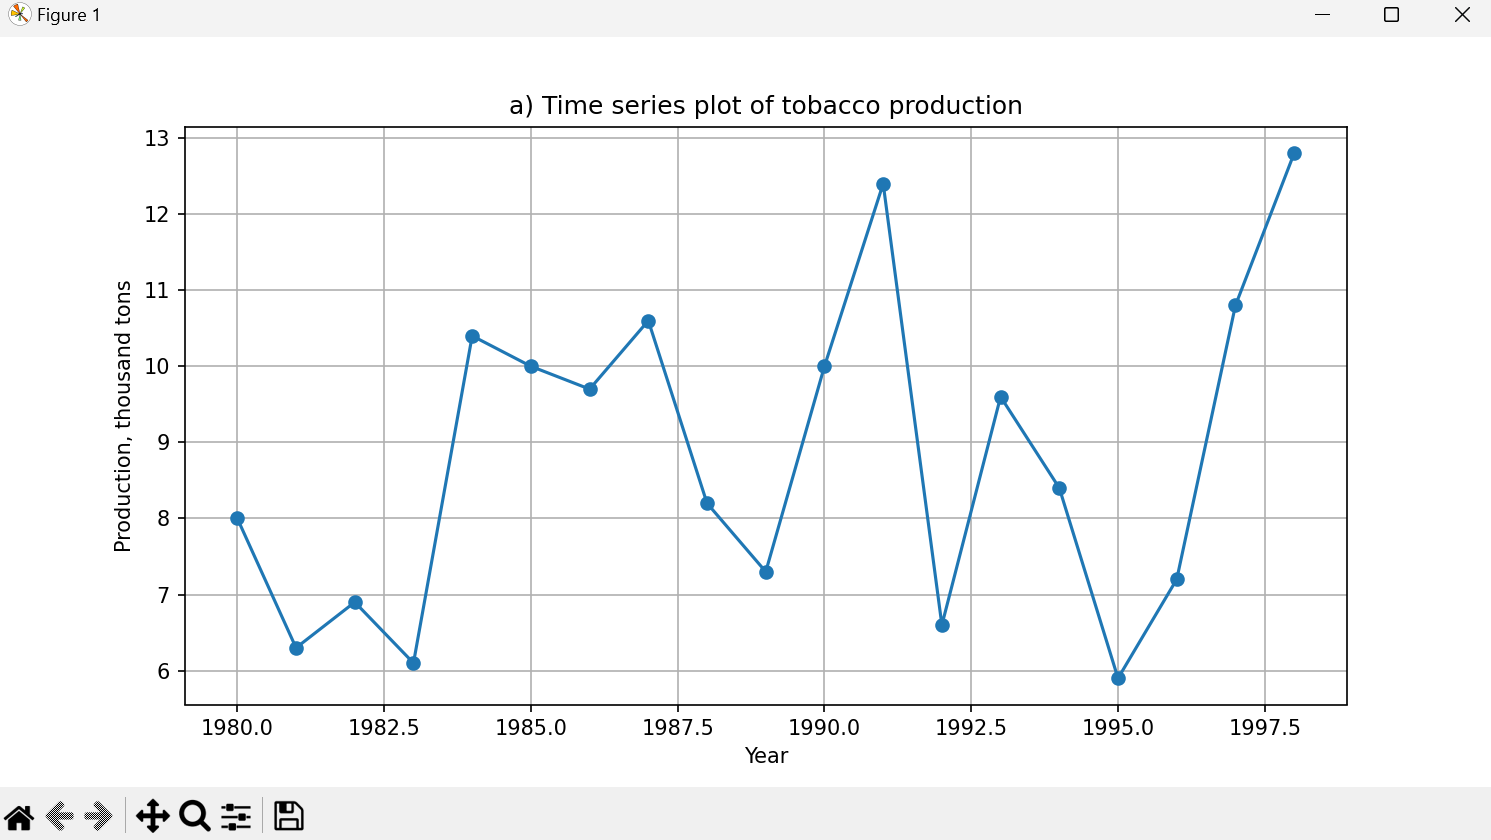 Figure 1
a) Time series plot of tobacco production
Production, thousand tons
13
12
11
10
9
8
7
6
1980.0 1982.5 1985.0 1987.5 1990.0 1992.5 1995.0 1997.5
Year